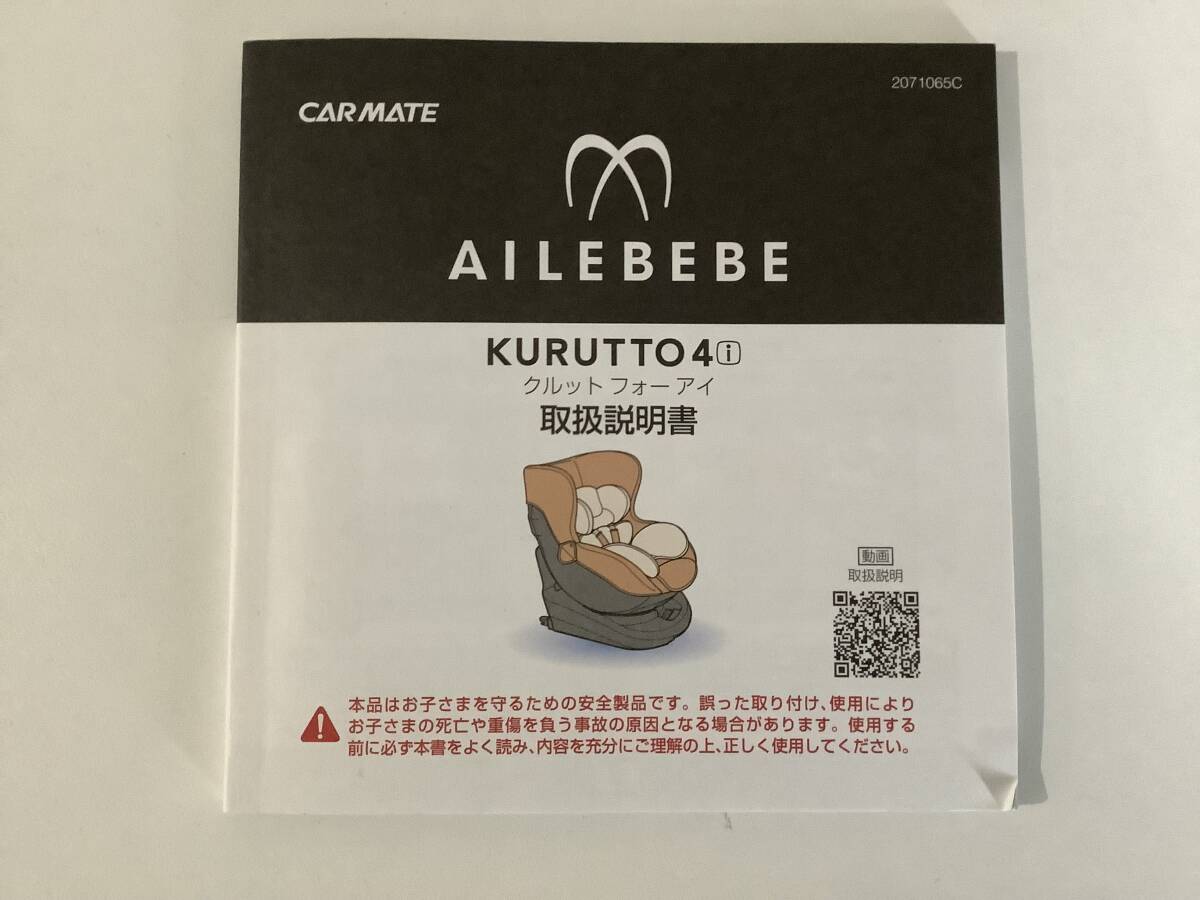 2071065C
CARMATE
AILEBEBE
KURUTTO4i
クルット フォー アイ
取扱説明書
動画
取扱説明
本品はお子さまを守るための安全製品です。誤った取り付け、使用により
お子さまの死亡や重傷を負う事故の原因となる場合があります。使用する
前に必ず本書をよく読み、内容を充分にご理解の上、正しく使用してください。